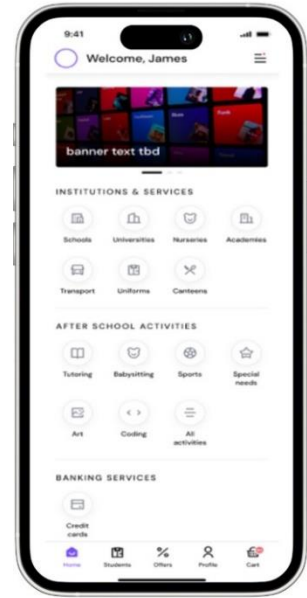 9:41
Welcome, James
banner text tbd
INSTITUTIONS & SERVICES
Schools Universities Nurseries Academies
Transport Uniforms Canteens
AFTER SCHOOL ACTIVITIES
Tutoring Babysitting Sports Special
needs
Art Coding All
activities
BANKING SERVICES
Credit
cards
Home Students Offers Profile Cart